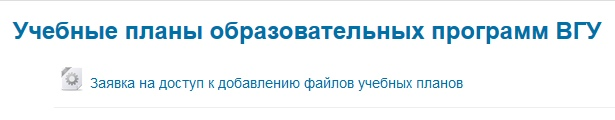 Учебные планы образовательных программ ВГУ
Заявка на доступ к добавлению файлов учебных планов